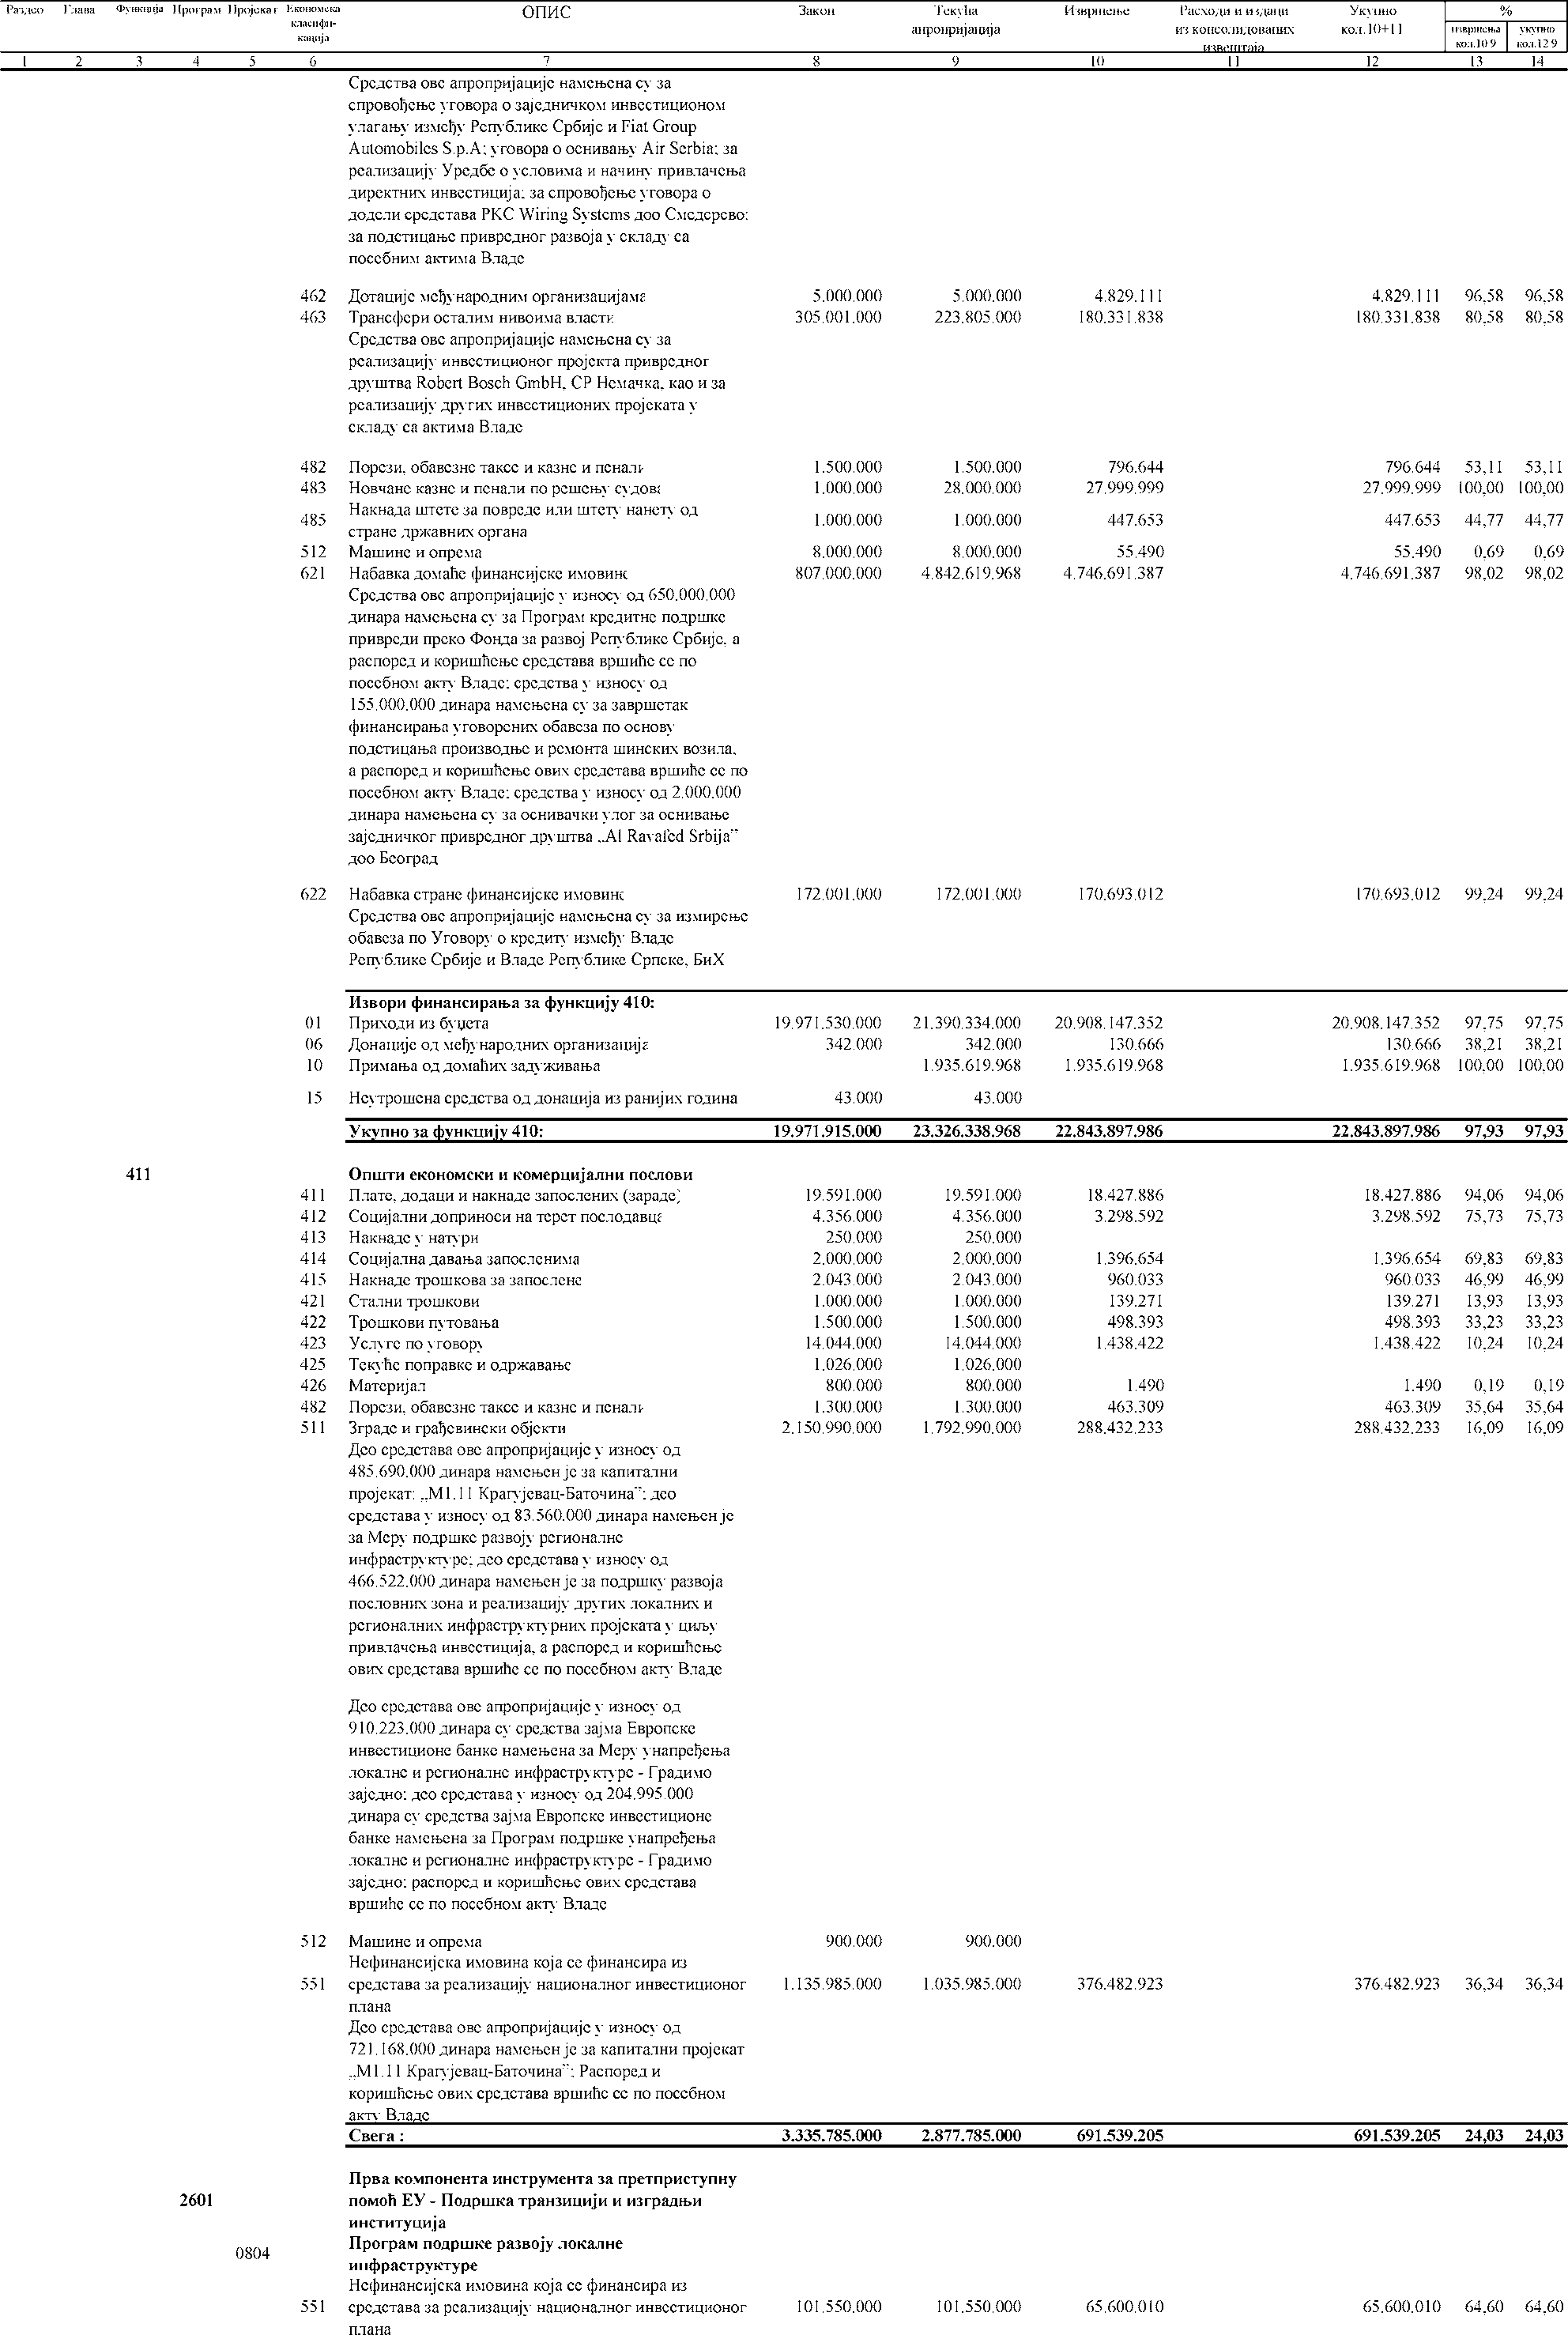 Раздео Глава Функција Програм Пројекат Економска класифи-кација ОПИС Закон Текућа апропријација Извршење Расходи и издаци из консолидованих извештаја Укупно кол.10+11 %
извршења кол.10 9 укупно кол.12 9
1 2 3 4 5 6 7 8 9 10 11 12 13 14
Средства ове апропријације намењена су за
спровођење уговора о заједничком инвестиционом
улагању између Републике Србије и Fiat Group
Automobiles S.p.A; уговора о оснивању Air Serbia; за
реализацију Уредбе о условима и начину привлачења
директних инвестиција; за спровођење уговора о
додели средстава PKC Wiring Systems доо Смедерево;
за подстицање привредног развоја у складу са
посебним актима Владе
462 Дотације међународним организацијама 5.000.000 5.000.000 4.829.111 4.829.111 96,58 96,58
463 Трансфери осталим нивоима власти 305.001.000 223.805.000 180.331.838 180.331.838 80,58 80,58
Средства ове апропријације намењена су за
реализацију инвестиционог пројекта привредног
друштва Robert Bosch GmbH, СР Немачка, као и за
реализацију других инвестиционих пројеката у
складу са актима Владе
482 Порези, обавезне таксе и казне и пенали 1.500.000 1.500.000 796.644 796.644 53,11 53,11
483 Новчане казне и пенали по решењу судова 1.000.000 28.000.000 27.999.999 27.999.999 100,00 100,00
485 Накнада штете за повреде или штету нанету од
стране државних органа 1.000.000 1.000.000 447.653 447.653 44,77 44,77
512 Машине и опрема 8.000.000 8.000.000 55.490 55.490 0,69 0,69
621 Набавка домаће финансијске имовине 807.000.000 4.842.619.968 4.746.691.387 4.746.691.387 98,02 98,02
Средства ове апропријације у износу од 650.000.000
динара намењена су за Програм кредитне подршке
привреди преко Фонда за развој Републике Србије, а
распоред и коришћење средстава вршиће се по
посебном акту Владе; средства у износу од
155.000.000 динара намењена су за завршетак
финансирања уговорених обавеза по основу
подстицања производње и ремонта шинских возила,
а распоред и коришћење ових средстава вршиће се по
посебном акту Владе; средства у износу од 2.000.000
динара намењена су за оснивачки улог за оснивање
заједничког привредног друштва „Al Ravafed Srbija”
доо Београд
622 Набавка стране финансијске имовине 172.001.000 172.001.000 170.693.012 170.693.012 99,24 99,24
Средства ове апропријације намењена су за измирење
обавеза по Уговору о кредиту између Владе
Републике Србије и Владе Републике Српске, БиХ
Извори финансирања за функцију 410:
01 Приходи из буџета 19.971.530.000 21.390.334.000 20.908.147.352 20.908.147.352 97,75 97,75
06 Донације од међународних организација 342.000 342.000 130.666 130.666 38,21 38,21
10 Примања од домаћих задуживања 1.935.619.968 1.935.619.968 1.935.619.968 100,00 100,00
15 Неутрошена средства од донација из ранијих година 43.000 43.000
Укупно за функцију 410: 19.971.915.000 23.326.338.968 22.843.897.986 22.843.897.986 97,93 97,93
411 Општи економски и комерцијални послови
411 Плате, додаци и накнаде запослених (зараде) 19.591.000 19.591.000 18.427.886 18.427.886 94,06 94,06
412 Социјални доприноси на терет послодавца 4.356.000 4.356.000 3.298.592 3.298.592 75,73 75,73
413 Накнаде у натури 250.000 250.000
414 Социјална давања запосленима 2.000.000 2.000.000 1.396.654 1.396.654 69,83 69,83
415 Накнаде трошкова за запослене 2.043.000 2.043.000 960.033 960.033 46,99 46,99
421 Стални трошкови 1.000.000 1.000.000 139.271 139.271 13,93 13,93
422 Трошкови путовања 1.500.000 1.500.000 498.393 498.393 33,23 33,23
423 Услуге по уговору 14.044.000 14.044.000 1.438.422 1.438.422 10,24 10,24
425 Текуће поправке и одржавање 1.026.000 1.026.000
426 Материјал 800.000 800.000 1.490 1.490 0,19 0,19
482 Порези, обавезне таксе и казне и пенали 1.300.000 1.300.000 463.309 463.309 35,64 35,64
511 Зграде и грађевински објекти 2.150.990.000 1.792.990.000 288.432.233 288.432.233 16,09 16,09
Део средстава ове апропријације у износу од
485.690.000 динара намењен је за капитални
пројекат: „М1.11 Крагујевац-Баточина”; део
средстава у износу од 83.560.000 динара намењен је
за Меру подршке развоју регионалне
инфраструктуре; део средстава у износу од
466.522.000 динара намењен је за подршку развоја
пословних зона и реализацију других локалних и
регионалних инфраструктурних пројеката у циљу
привлачења инвестиција, а распоред и коришћење
ових средстава вршиће се по посебном акту Владе
Део средстава ове апропријације у износу од
910.223.000 динара су средства зајма Европске
инвестиционе банке намењена за Меру унапређења
локалне и регионалне инфраструктуре - Градимо
заједно; део средстава у износу од 204.995.000
динара су средства зајма Европске инвестиционе
банке намењена за Програм подршке унапређења
локалне и регионалне инфраструктуре - Градимо
заједно; распоред и коришћење ових средстава
вршиће се по посебном акту Владе
512 Машине и опрема 900.000 900.000
Нефинансијска имовина која се финансира из
551 средстава за реализацију националног инвестиционог 1.135.985.000 1.035.985.000 376.482.923 376.482.923 36,34 36,34
плана
Део средстава ове апропријације у износу од
721.168.000 динара намењен је за капитални пројекат
„М1.11 Крагујевац-Баточина”; Распоред и
коришћење ових средстава вршиће се по посебном
акту Владе
Свега : 3.335.785.000 2.877.785.000 691.539.205 691.539.205 24,03 24,03
Прва компонента инструмента за претприступну
2601 помоћ ЕУ - Подршка транзицији и изградњи
институција
0804 Програм подршке развоју локалне
инфраструктуре
Нефинансијска имовина која се финансира из
551 средстава за реализацију националног инвестиционог 101.550.000 101.550.000 65.600.010 65.600.010 64,60 64,60
плана